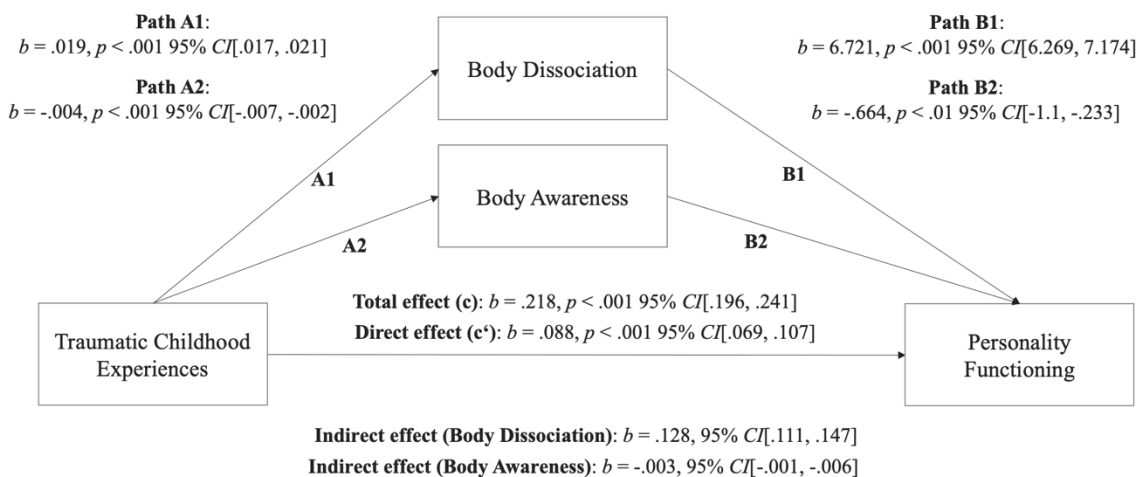 Path A1:
b = .019, p < .001 95% CI[.017, .021]
Path A2:
b = -.004, p < .001 95% CI[-.007, -.002]
Path B1:
b = 6.721, p < .001 95% CI[6.269, 7.174]
Path B2:
b = -.664, p < .01 95% CI[-1.1, -.233]
Body Dissociation
A1
B1
Body Awareness
A2
B2
Total effect (c): b = .218, p < .001 95% CI[.196, .241]
Direct effect (c‘): b = .088, p < .001 95% CI[.069, .107]
Traumatic Childhood
Experiences
Personality
Functioning
Indirect effect (Body Dissociation): b = .128, 95% CI[.111, .147]
Indirect effect (Body Awareness): b = -.003, 95% CI[-.001, -.006]